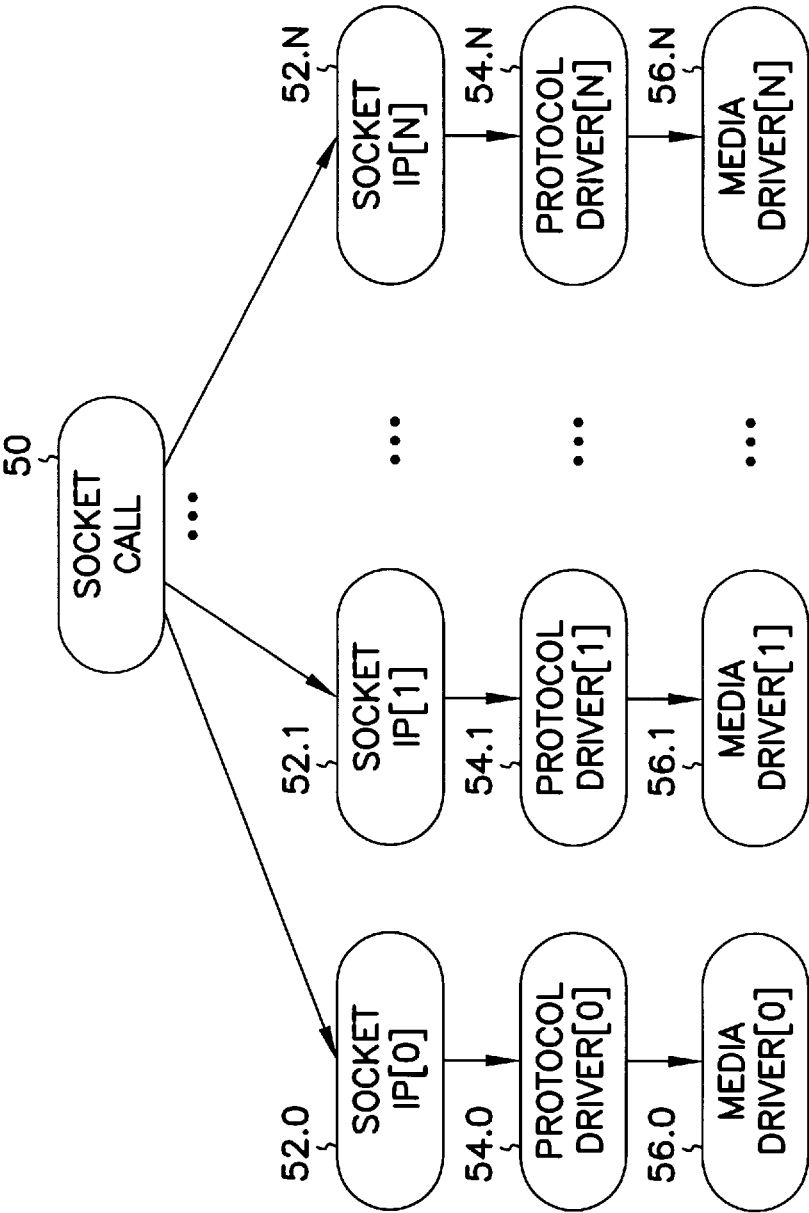 50
SOCKET
CALL
•••
52.0
SOCKET
IP[0]
52.1
SOCKET
IP[1]
•••
52.N
SOCKET
IP[N]
54.0
PROTOCOL
DRIVER[0]
54.1
PROTOCOL
DRIVER[1]
•••
54.N
PROTOCOL
DRIVER[N]
56.0
MEDIA
DRIVER[0]
56.1
MEDIA
DRIVER[1]
•••
56.N
MEDIA
DRIVER[N]